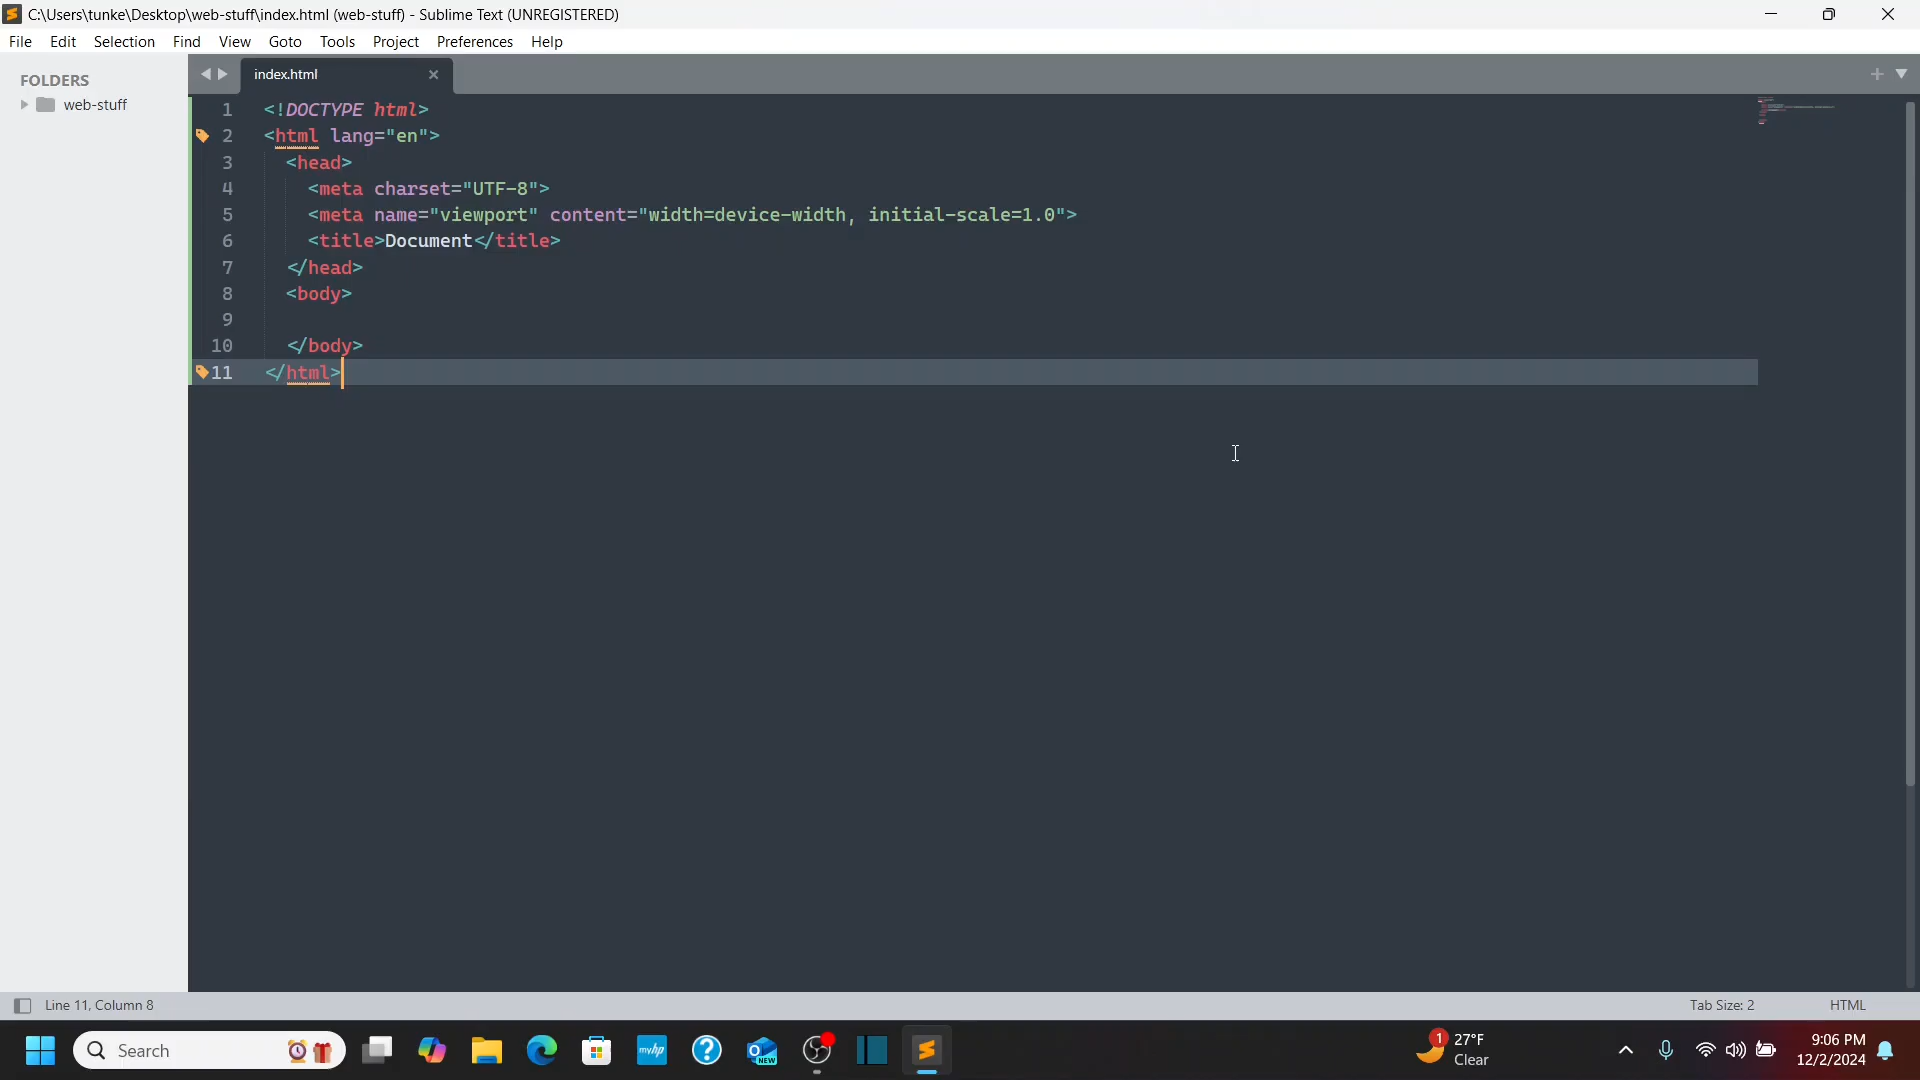 C:\Users\tunke\Desktop\web-stuff\index.html (web-stuff) - Sublime Text (UNREGISTERED)
File Edit Selection Find View Goto Tools Project Preferences Help
FOLDERS
web-stuff
index.html
1 <!DOCTYPE html>
2 <html lang="en">
3 <head>
4 <meta charset="UTF-8">
5 <meta name="viewport" content="width=device-width, initial-scale=1.0">
6 <title>Document</title>
7 </head>
8 <body>
9
10 </body>
11 </html>
Line 11, Column 8 Tab Size: 2 HTML
Search
myhp
NEW
1
27°F
Clear
9:06 PM
12/2/2024